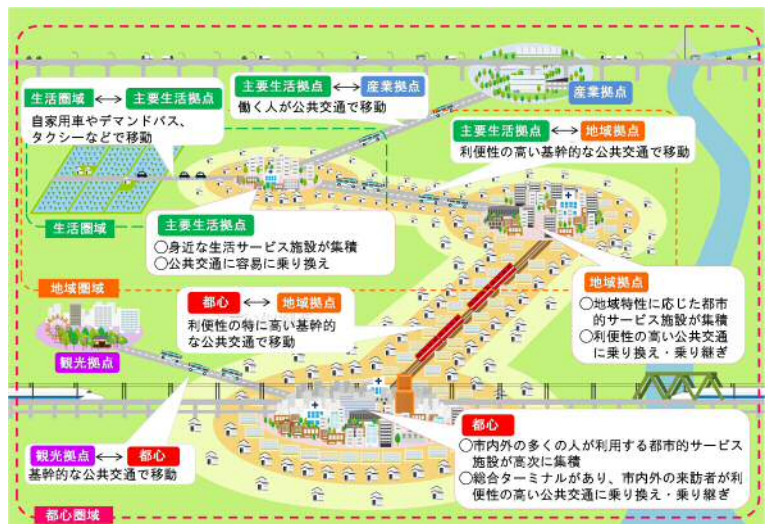 生活圏域 ⟷ 主要生活拠点
自家用車やデマンドバス、
タクシーなどで移動
主要生活拠点 ⟷ 産業拠点
働く人が公共交通で移動
産業拠点
主要生活拠点 ⟷ 地域拠点
利便性の高い基幹的な公共交通で移動
生活圏域
主要生活拠点
○身近な生活サービス施設が集積
○公共交通に容易に乗り換え
地域圏域
都心 ⟷ 地域拠点
利便性の特に高い基幹的
な公共交通で移動
地域拠点
○地域特性に応じた都市
的サービス施設が集積
○利便性の高い公共交通
に乗り換え・乗り継ぎ
観光拠点
観光拠点 ⟷ 都心
基幹的な公共交通で移動
都心
○市内外の多くの人が利用する都市的サービス
施設が高次に集積
○総合ターミナルがあり、市内外の来訪者が利
便性の高い公共交通に乗り換え・乗り継ぎ
都心圏域